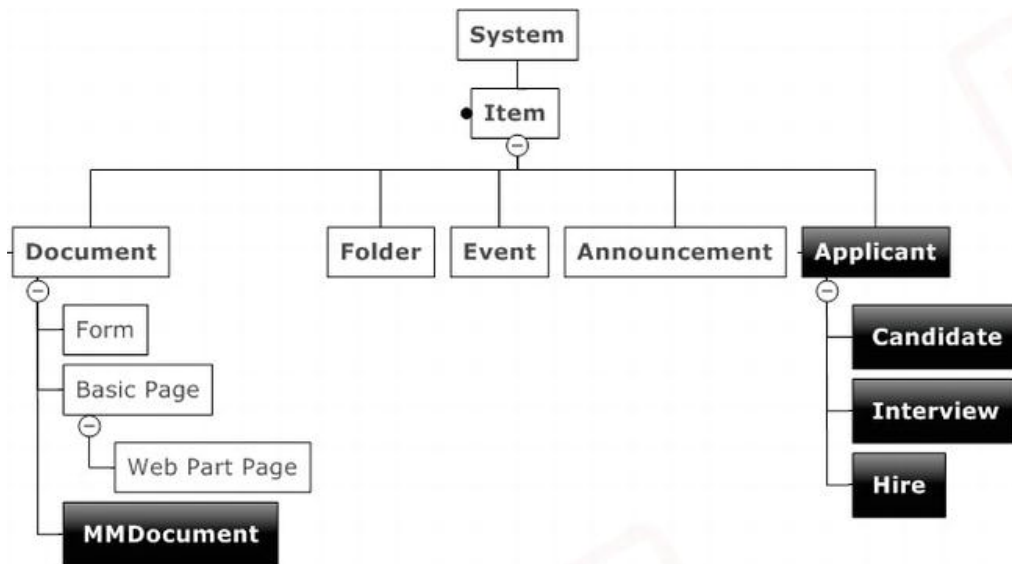 System
Item
Document
Folder
Event
Announcement
Applicant
Form
Basic Page
Web Part Page
MMDocument
Candidate
Interview
Hire